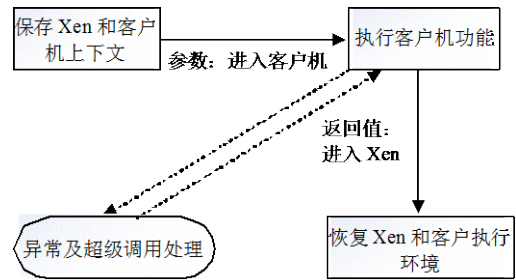 保存 Xen 和客户
机上下文
执行客户机功能
参数：进入客户机
返回值：
进入 Xen
异常及超级调用处理
恢复 Xen 和客户执行
环境